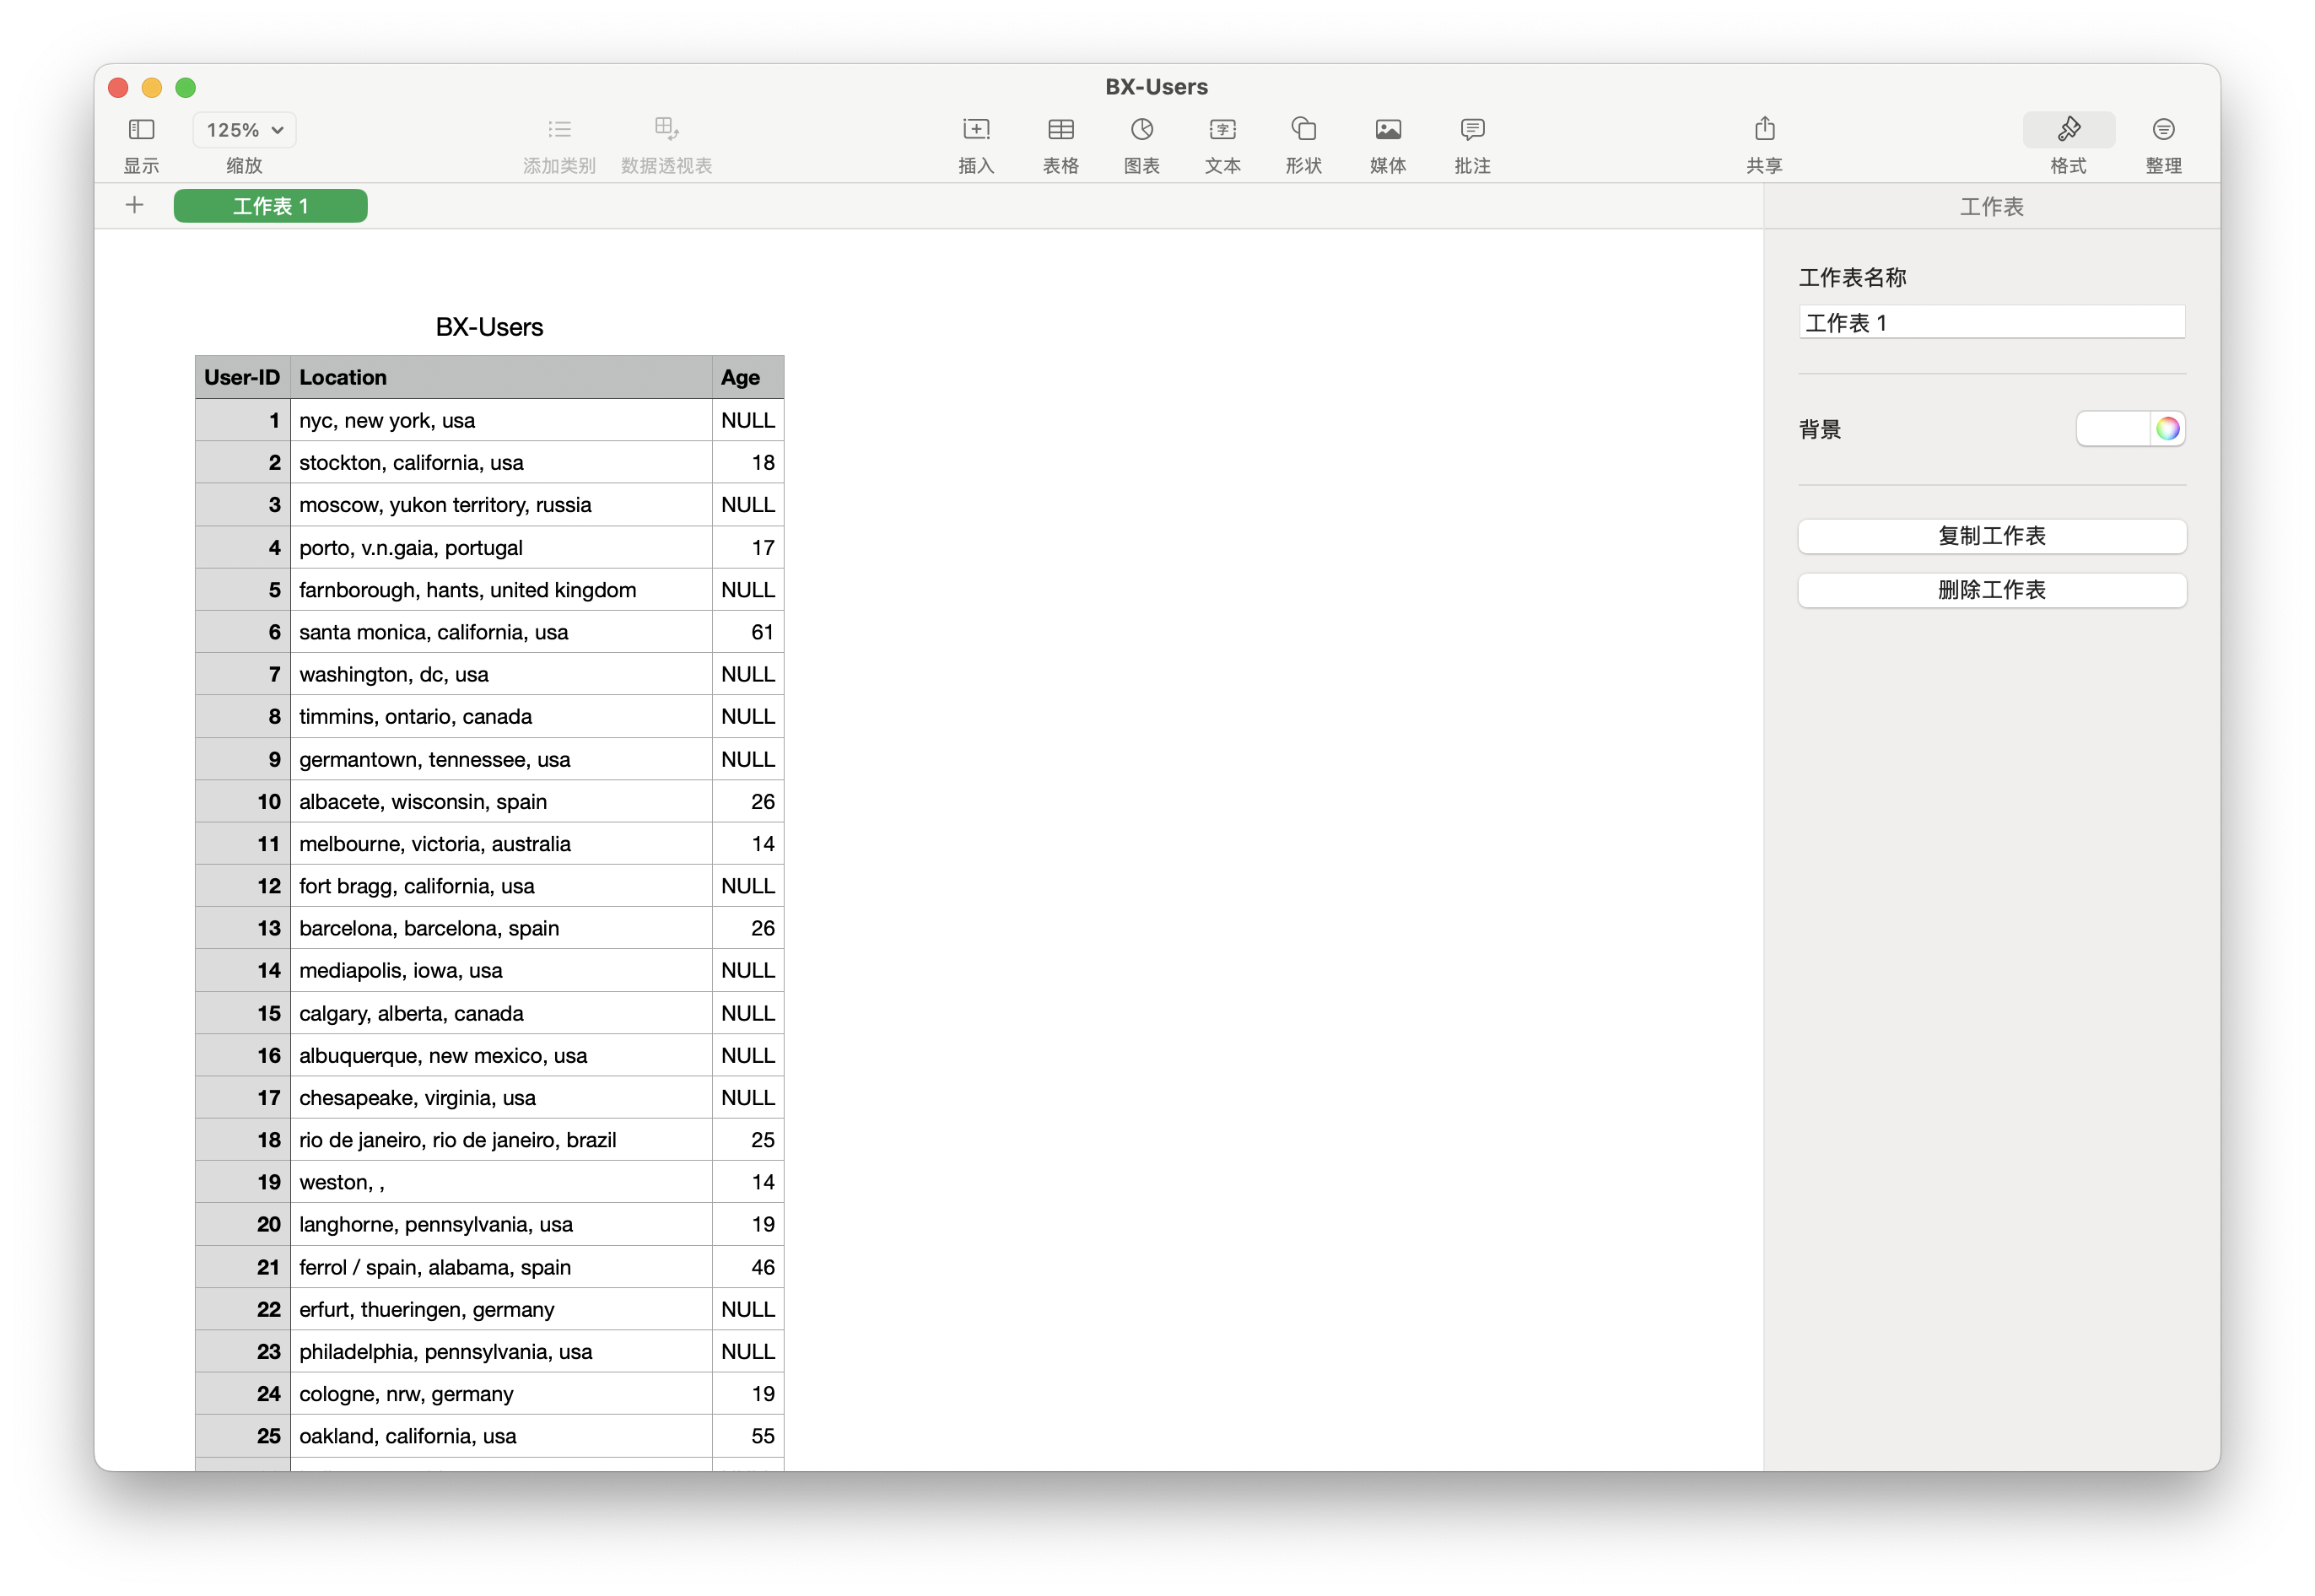 BX-Users
125%
显示 缩放 添加类别 数据透视表 插入 表格 图表 文本 形状 媒体 批注 共享 格式 整理
工作表 1
工作表
工作表名称
工作表 1
背景
复制工作表
删除工作表
BX-Users
User-ID Location Age
1 nyc, new york, usa NULL
2 stockton, california, usa 18
3 moscow, yukon territory, russia NULL
4 porto, v.n.gaia, portugal 17
5 farnborough, hants, united kingdom NULL
6 santa monica, california, usa 61
7 washington, dc, usa NULL
8 timmins, ontario, canada NULL
9 germantown, tennessee, usa NULL
10 albacete, wisconsin, spain 26
11 melbourne, victoria, australia 14
12 fort bragg, california, usa NULL
13 barcelona, barcelona, spain 26
14 mediapolis, iowa, usa NULL
15 calgary, alberta, canada NULL
16 albuquerque, new mexico, usa NULL
17 chesapeake, virginia, usa NULL
18 rio de janeiro, rio de janeiro, brazil 25
19 weston, , 14
20 langhorne, pennsylvania, usa 19
21 ferrol / spain, alabama, spain 46
22 erfurt, thueringen, germany NULL
23 philadelphia, pennsylvania, usa NULL
24 cologne, nrw, germany 19
25 oakland, california, usa 55